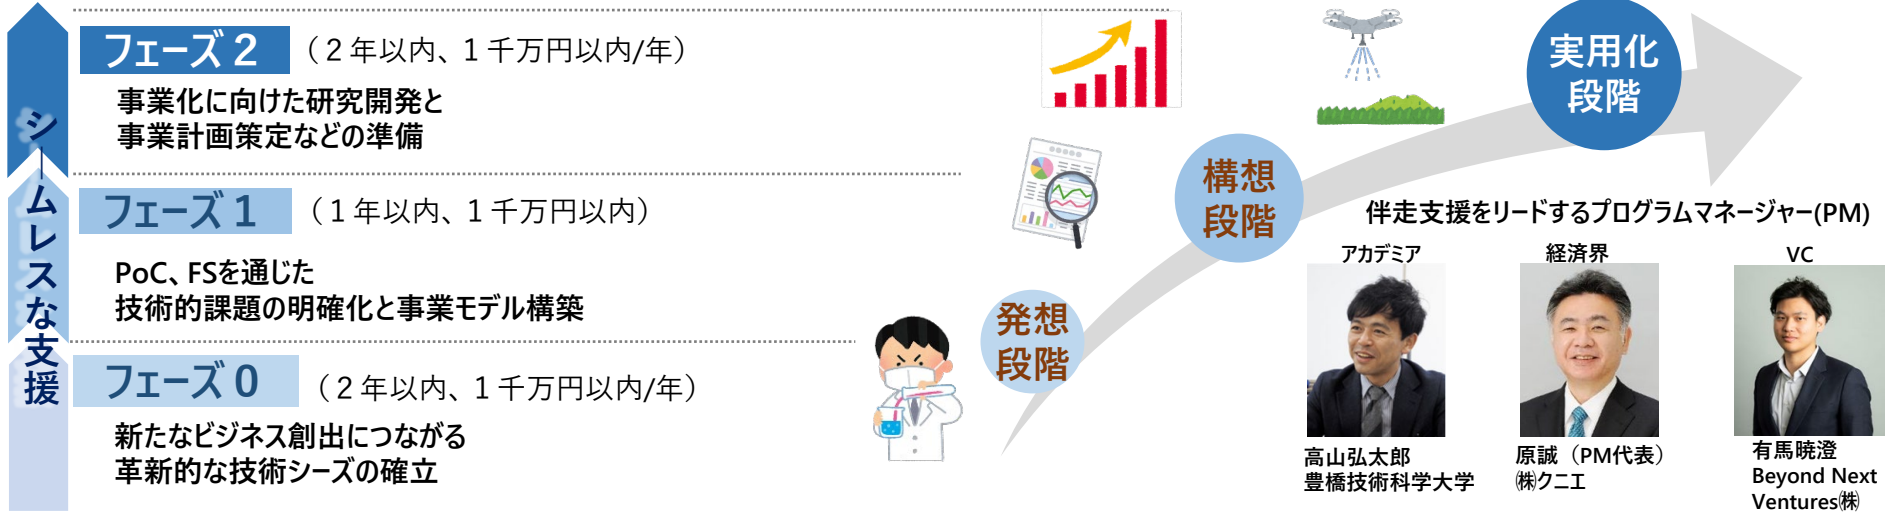 シームレスな支援
フェーズ２
（２年以内、１千万円以内/年）
事業化に向けた研究開発と
事業計画策定などの準備
フェーズ１
（１年以内、１千万円以内）
PoC、FSを通じた
技術的課題の明確化と事業モデル構築
フェーズ０
（２年以内、１千万円以内/年）
新たなビジネス創出につながる
革新的な技術シーズの確立
発想
段階
構想
段階
実用化
段階
伴走支援をリードするプログラムマネージャー(PM)
アカデミア
高山弘太郎
豊橋技術科学大学
経済界
原誠（PM代表）
㈱クニエ
VC
有馬暁澄
Beyond Next
Ventures㈱